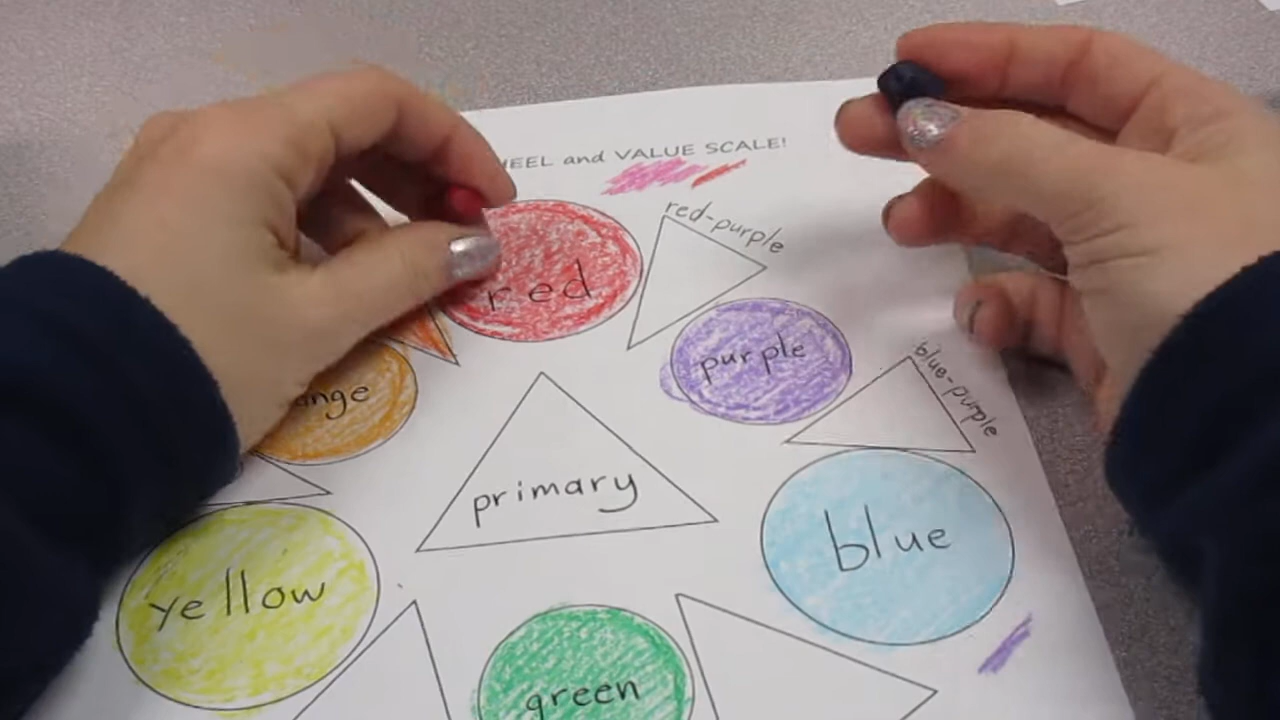 HEEL and VALUE SCALE!
red-purple
red
purple
blue-purple
ange
primary
blue
yellow
green